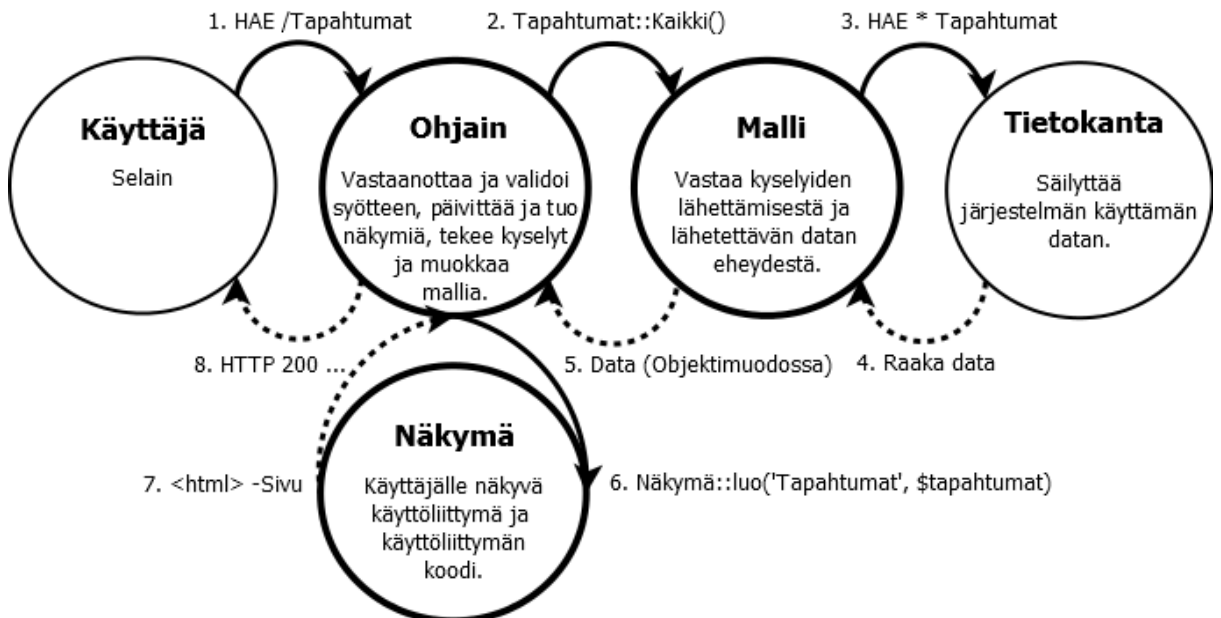 1. HAE /Tapahtumat
2. Tapahtumat::Kaikki()
3. HAE * Tapahtumat
Käyttäjä
Selain
Ohjain
Vastaanottaa ja validoi
syötteen, päivittää ja tuo
näkymiä, tekee kyselyt
ja muokkaa
mallia.
Malli
Vastaa kyselyiden
lähettämisestä ja
lähetettävän datan
eheydestä.
Tietokanta
Säilyttää
järjestelmän käyttämän
datan.
8. HTTP 200 ...
5. Data (Objektimuodossa)
4. Raaka data
Näkymä
Käyttäjälle näkyvä
käyttöliittymä ja
käyttöliittymän
koodi.
7. <html> -Sivu
6. Näkymä::luo('Tapahtumat', $tapahtumat)